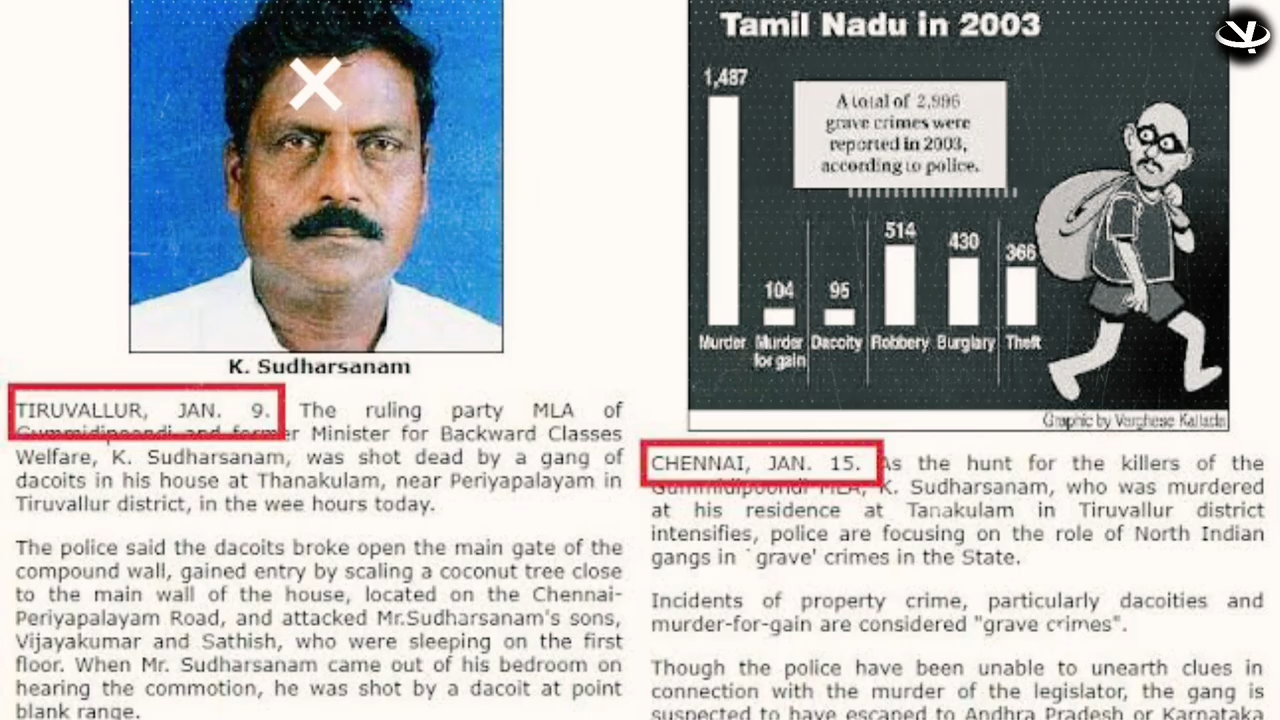 K. Sudharsanam
TIRUVALLUR, JAN. 9. The ruling party MLA of
Gummidipoondi and former Minister for Backward Classes
Welfare, K. Sudharsanam, was shot dead by a gang of
dacoits in his house at Thanakulam, near Periyapalayam in
Tiruvallur district, in the wee hours today.
The police said the dacoits broke open the main gate of the
compound wall, gained entry by scaling a coconut tree close
to the main wall of the house, located on the Chennai-
Periyapalayam Road, and attacked Mr.Sudharsanam's sons,
Vijayakumar and Sathish, who were sleeping on the first
floor. When Mr. Sudharsanam came out of his bedroom on
hearing the commotion, he was shot by a dacoit at point
blank range.
Tamil Nadu in 2003
1,487
A total of 2,996
grave crimes were
reported in 2003,
according to police.
104
95
514
430
366
Murder
Murder
for gain
Dacoity
Robbery
Burglary
Theft
Graphic by Varghese Kallada
CHENNAI, JAN. 15. As the hunt for the killers of the
Gummidipoondi MLA, K. Sudharsanam, who was murdered
at his residence at Tanakulam in Tiruvallur district
intensifies, police are focusing on the role of North Indian
gangs in `grave' crimes in the State.
Incidents of property crime, particularly dacoities and
murder-for-gain are considered "grave crimes".
Though the police have been unable to unearth clues in
connection with the murder of the legislator, the gang is
suspected to have escaped to Andhra Pradesh or Karnataka